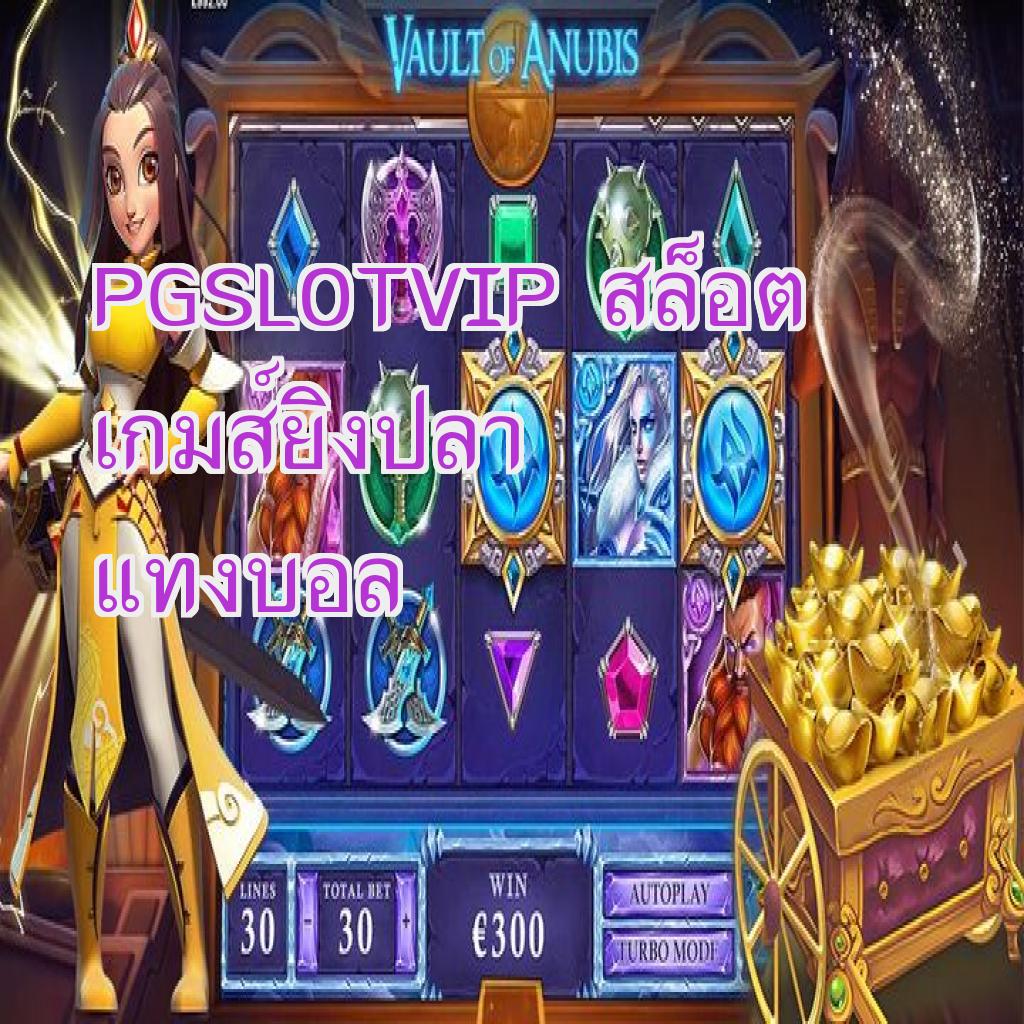 VAULT OF ANUBIS
PGSLOTVIP สล็อต
เกมส์ยิงปลา
แทงบอล
LINES
30
TOTAL BET
- 30 +
WIN
€300
AUTOPLAY
TURBO MODE